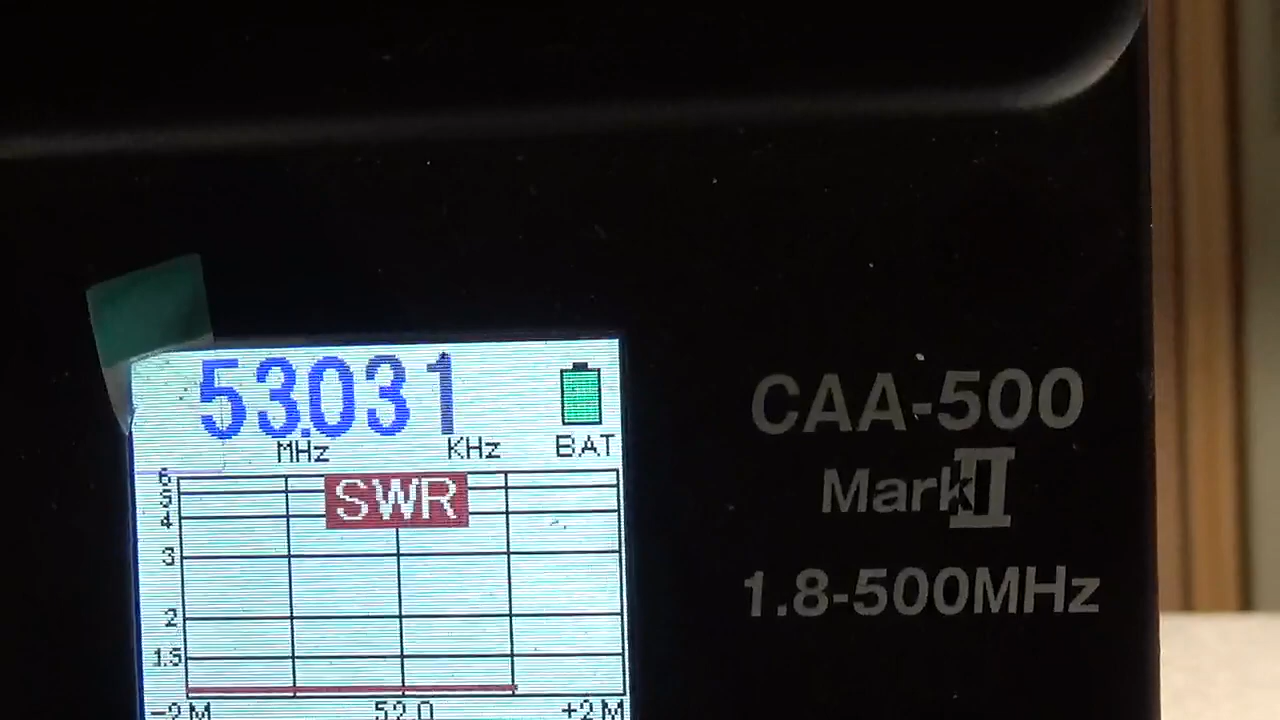 53.031
MHz KHz BAT
SWR
6
5
4
3
2
1.5
-2M 52.0 +2M
CAA-500
Mark II
1.8-500MHz